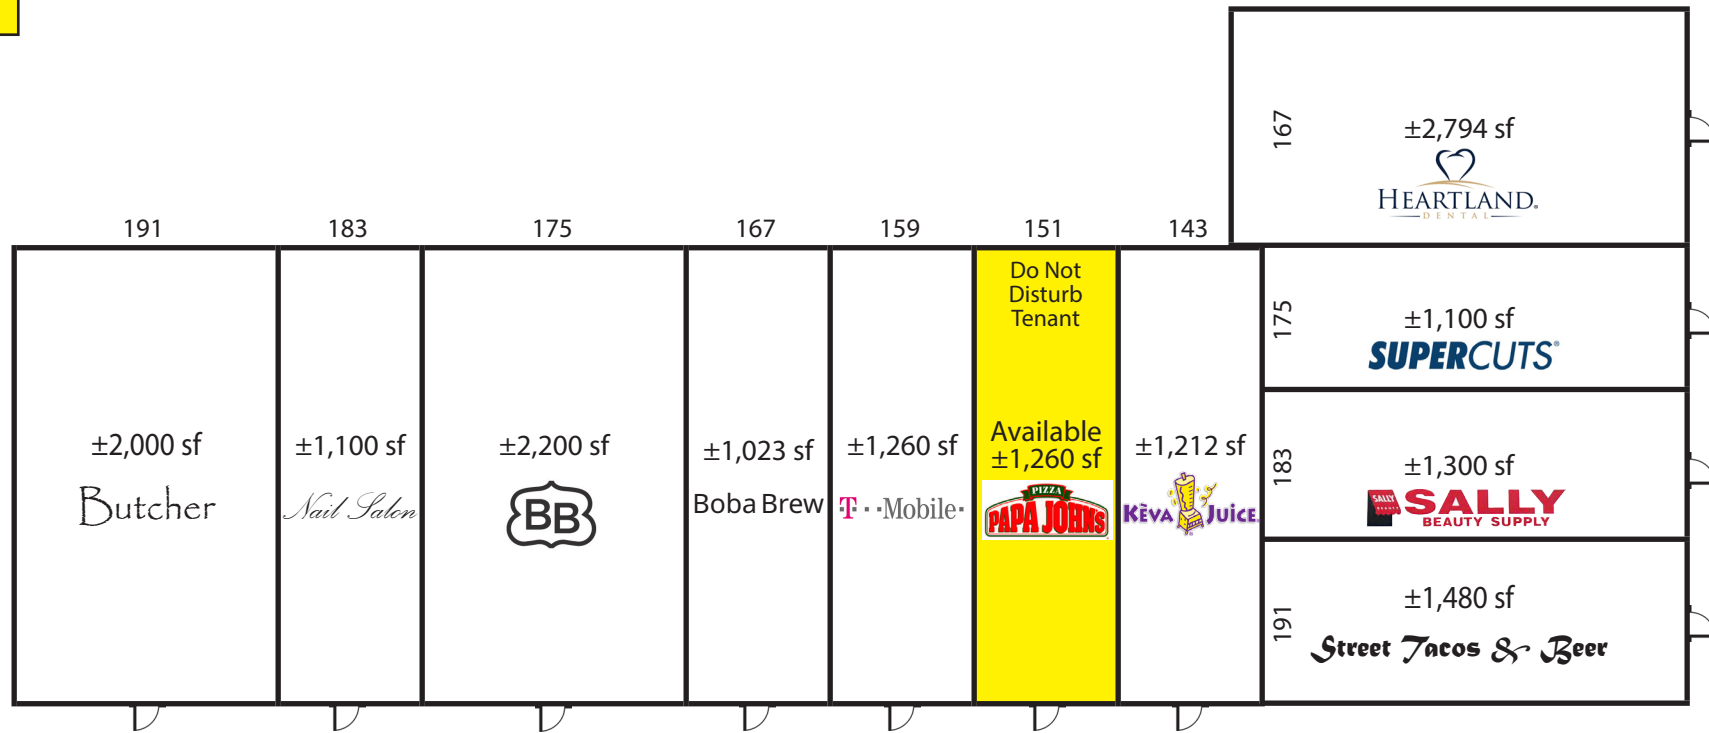 167
±2,794 sf
HEARTLAND.
DENTAL
191
183
175
167
159
151
143
Do Not
Disturb
Tenant
175
±1,100 sf
SUPERCUTS®
±2,000 sf
Butcher
±1,100 sf
Nail Salon
±2,200 sf
BB
±1,023 sf
Boba Brew
±1,260 sf
T··Mobile·
Available
±1,260 sf
PIZZA
PAPA JOHNS
±1,212 sf
KĒVA JUICE
183
±1,300 sf
SALLY
SALLY
BEAUTY SUPPLY
191
±1,480 sf
Street Tacos & Beer